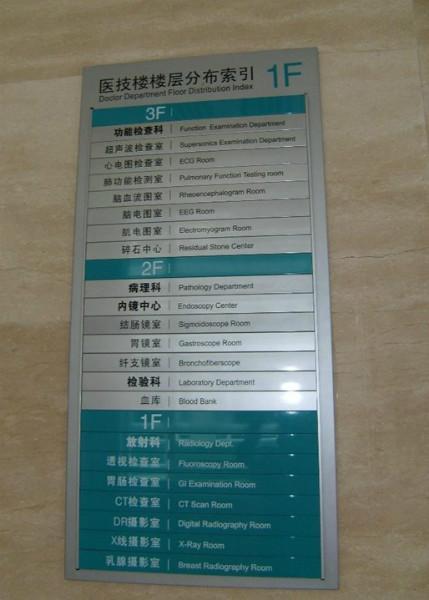 医技楼楼层分布索引 1F
Doctor Department Floor Distribution Index
3F
功能检查科 Function Examination Department
超声波检查室 Supersonics Examination Department
心电图检查室 ECG Room
肺功能检测室 Pulmonary Function Testing room
脑血流图室 Rheoencephalogram Room
脑电图室 EEG Room
肌电图室 Electromyogram Room
碎石中心 Residual Stone Center
2F
病理科 Pathology Department
内镜中心 Endoscopy Center
结肠镜室 Sigmoidoscope Room
胃镜室 Gastroscope Room
纤支镜室 Bronchofiberscope
检验科 Laboratory Department
血库 Blood Bank
1F
放射科 Radiology Dept.
透视检查室 Fluoroscopy Room
胃肠检查室 GI Examination Room
CT检查室 CT Scan Room
DR摄影室 Digital Radiography Room
X线摄影室 X-Ray Room
乳腺摄影室 Breast Radiography Room